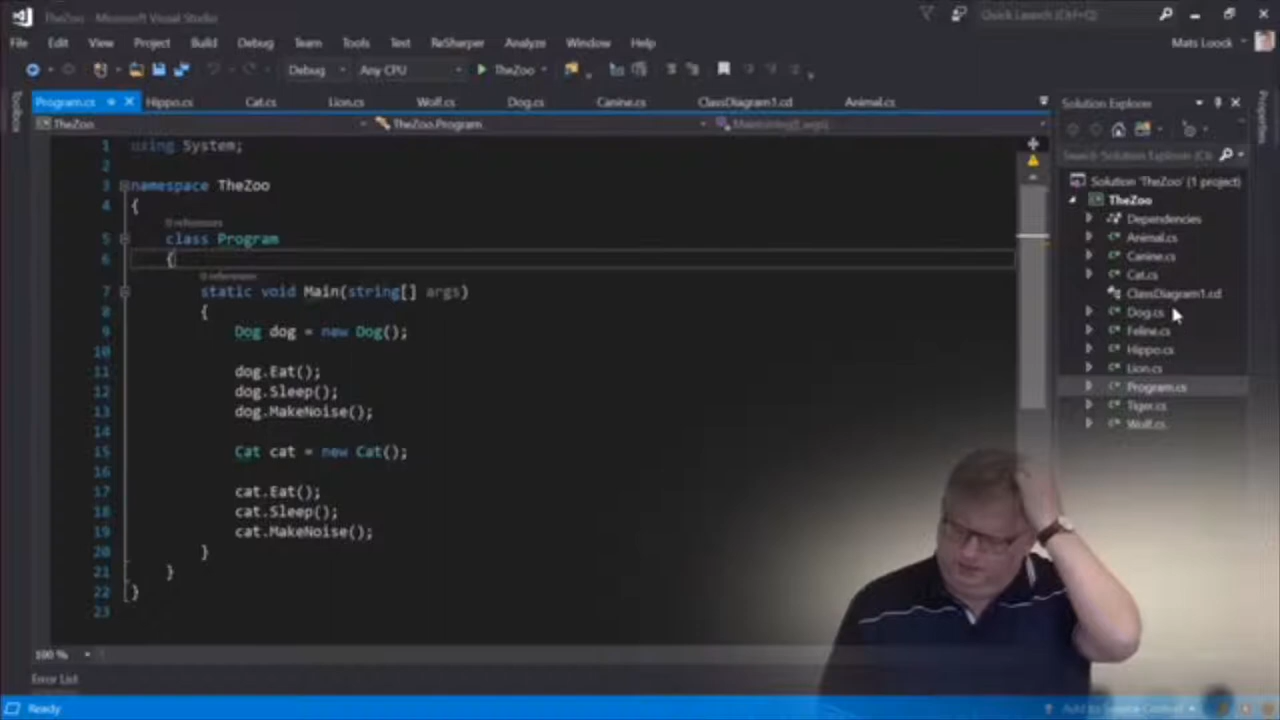 TheZoo - Microsoft Visual Studio
Quick Launch (Ctrl+Q)
File Edit View Project Build Debug Team Tools Test ReSharper Analyze Window Help
Mats Loock
Debug Any CPU TheZoo
Toolbox
Program.cs Hippo.cs Cat.cs Lion.cs Wolf.cs Dog.cs Canine.cs ClassDiagram1.cd Animal.cs
TheZoo TheZoo.Program Main(string[] args)
1 using System;
2
3 namespace TheZoo
4 {
0 references
5 class Program
6 {
0 references
7 static void Main(string[] args)
8 {
9 Dog dog = new Dog();
10
11 dog.Eat();
12 dog.Sleep();
13 dog.MakeNoise();
14
15 Cat cat = new Cat();
16
17 cat.Eat();
18 cat.Sleep();
19 cat.MakeNoise();
20 }
21 }
22 }
23
100 %
Error List
Ready
Solution Explorer
Search Solution Explorer
Solution 'TheZoo' (1 project)
TheZoo
Dependencies
Animal.cs
Canine.cs
Cat.cs
ClassDiagram1.cd
Dog.cs
Feline.cs
Hippo.cs
Lion.cs
Program.cs
Tiger.cs
Wolf.cs
Properties
Add to Source Control